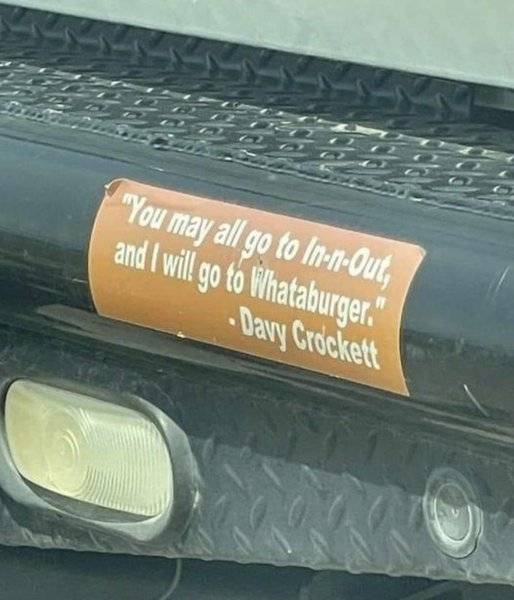 "You may all go to In-n-Out,
and I will go to Whataburger."
- Davy Crockett